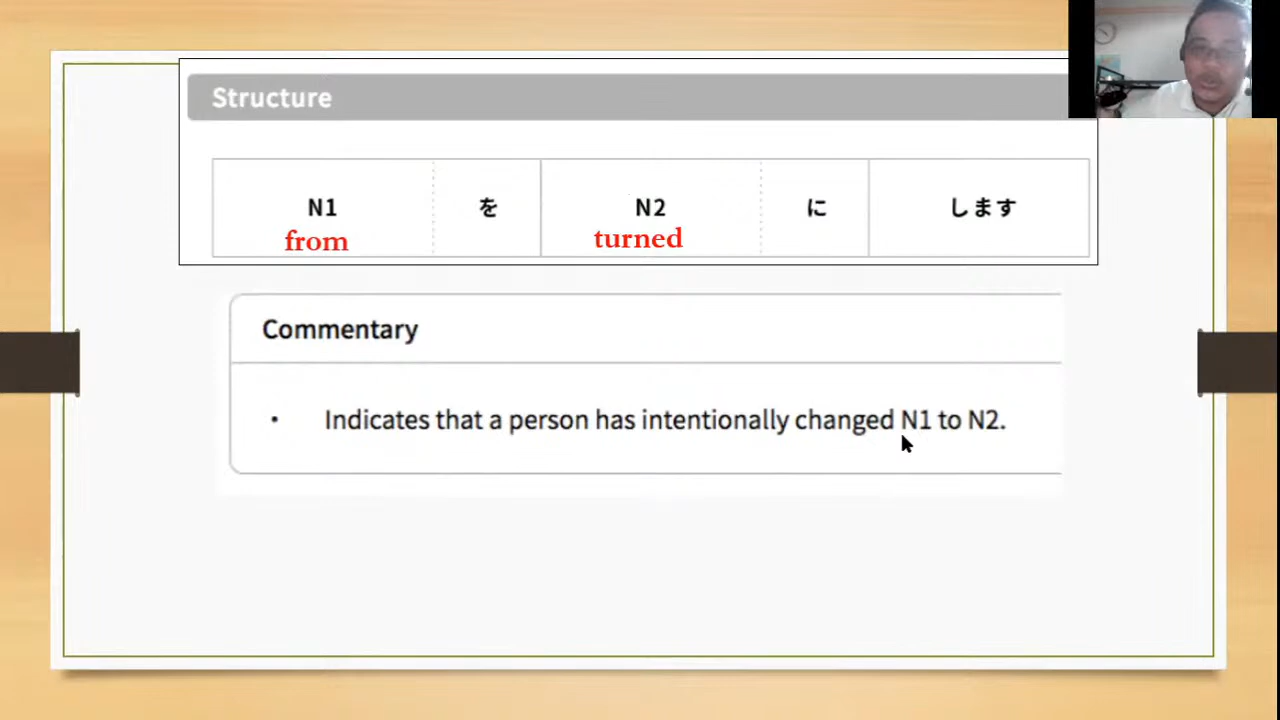 Structure
N1 を N2 に します
from turned
Commentary
• Indicates that a person has intentionally changed N1 to N2.